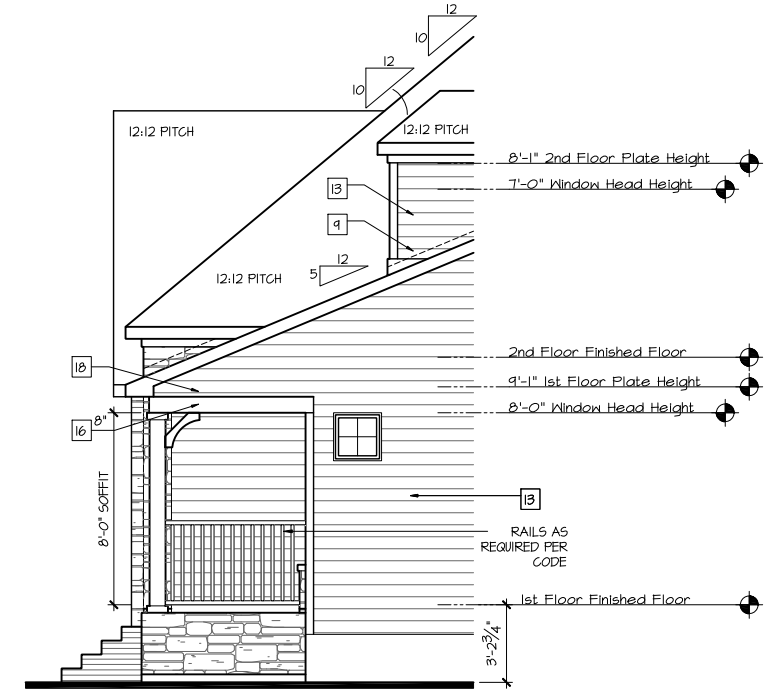 12
10
12
10
12:12 PITCH
12:12 PITCH
8'-1" 2nd Floor Plate Height
7'-0" Window Head Height
13
9
12
5
12:12 PITCH
2nd Floor Finished Floor
18
9'-1" 1st Floor Plate Height
8'-0" Window Head Height
8"
16
8'-0" SOFFIT
13
RAILS AS
REQUIRED PER
CODE
1st Floor Finished Floor
3'-2 3/4"